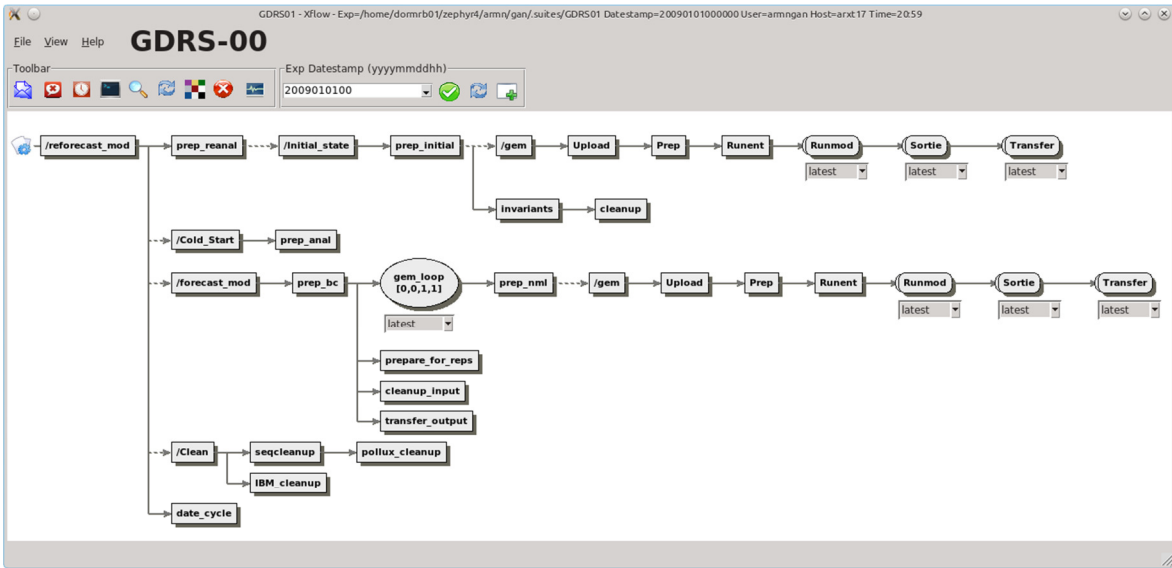 GDRS01 - Xflow - Exp=/home/dormrb01/zephyr4/armn/gan/.suites/GDRS01 Datestamp=20090101000000 User=armngan Host=arxt17 Time=20:59
File View Help GDRS-00
Toolbar
Exp Datestamp (yyyymmddhh)
2009010100
/reforecast_mod prep_reanal /Initial_state prep_initial /gem Upload Prep Runent Runmod Sortie Transfer
latest latest latest
invariants cleanup
/Cold_Start prep_anal
/forecast_mod prep_bc gem_loop [0,0,1,1] prep_nml /gem Upload Prep Runent Runmod Sortie Transfer
latest latest latest latest
prepare_for_reps
cleanup_input
transfer_output
/Clean seqcleanup pollux_cleanup
IBM_cleanup
date_cycle